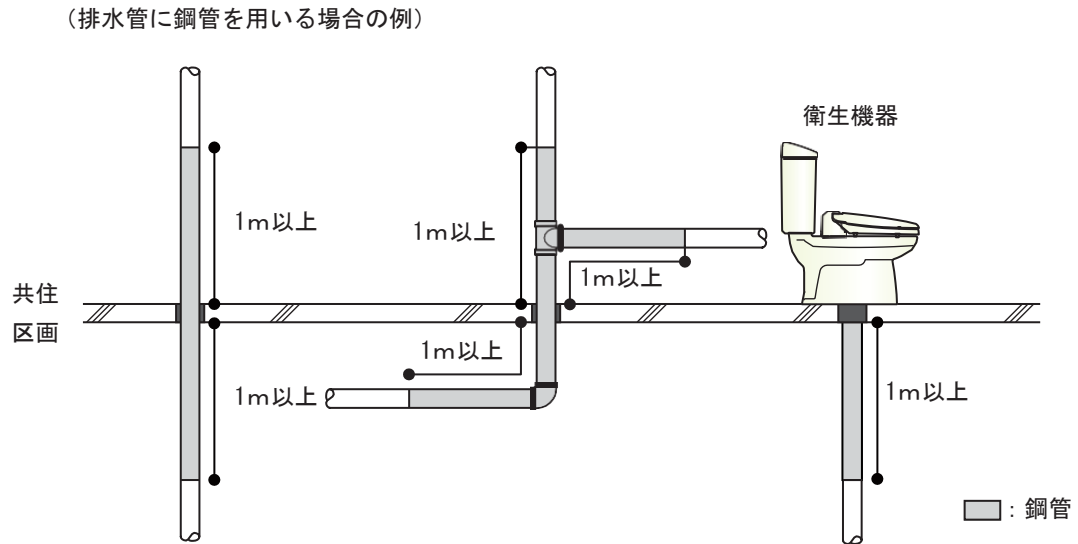 （排水管に鋼管を用いる場合の例）
衛生機器
1m以上
1m以上
1m以上
共住
区画
1m以上
1m以上
1m以上
：鋼管